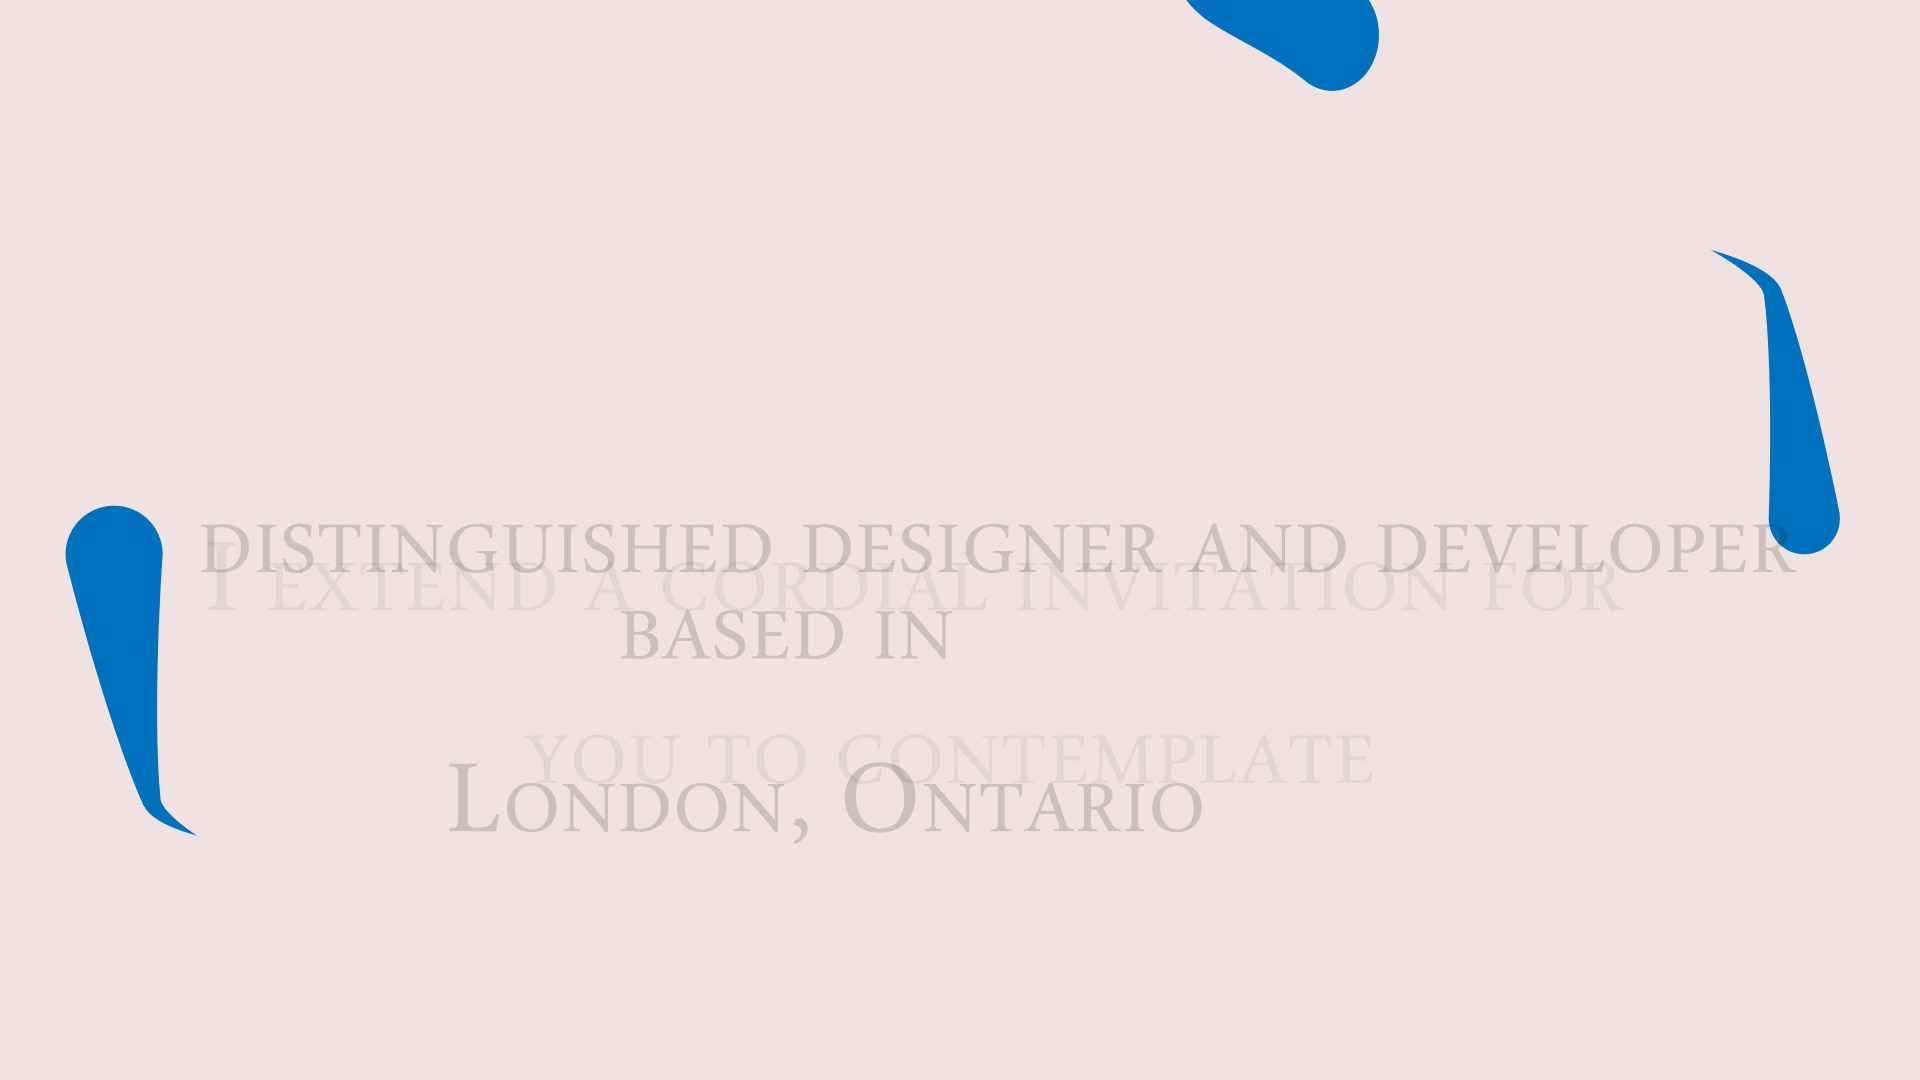 distinguished designer and developer
based in
London, Ontario
I extend a cordial invitation for
you to contemplate